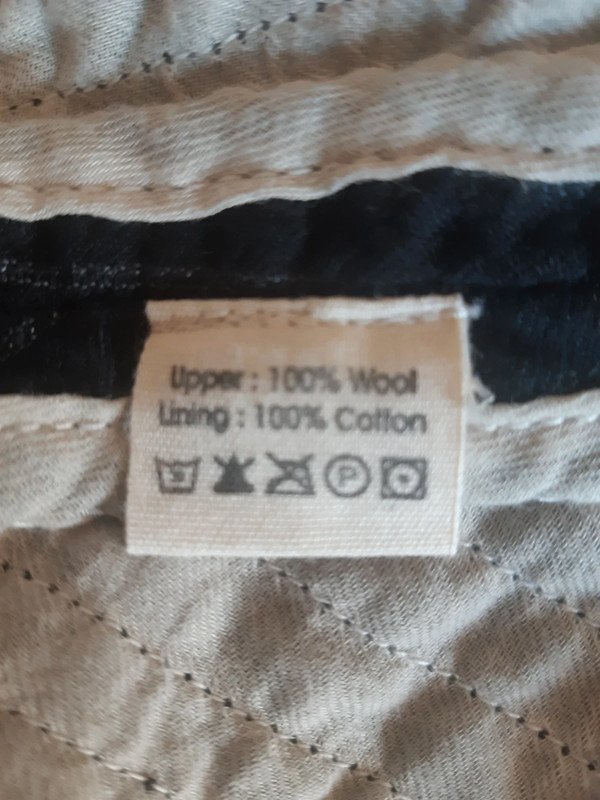 Upper : 100% Wool
Lining : 100% Cotton
P